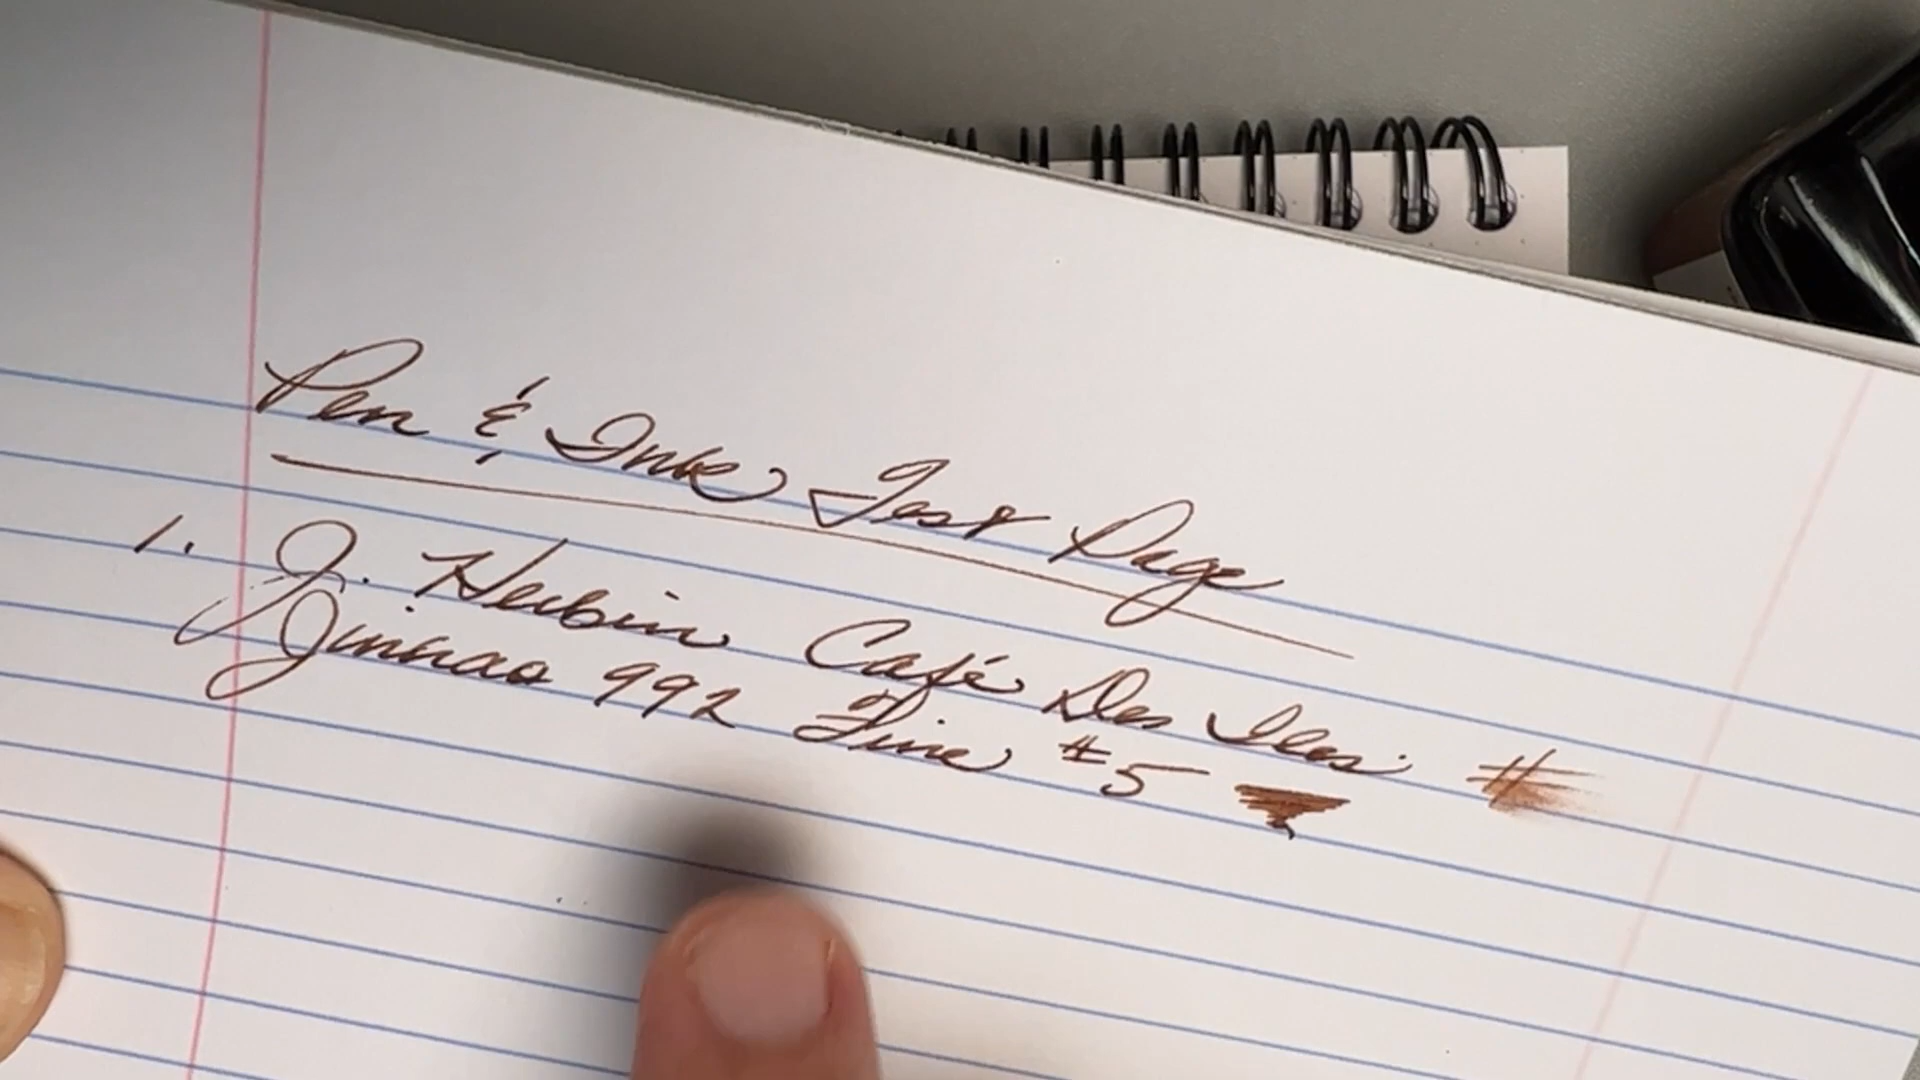 Pen & Ink Test Page
1. J. Herbin Café Des Iles #
Jinhao 992 Fine #5